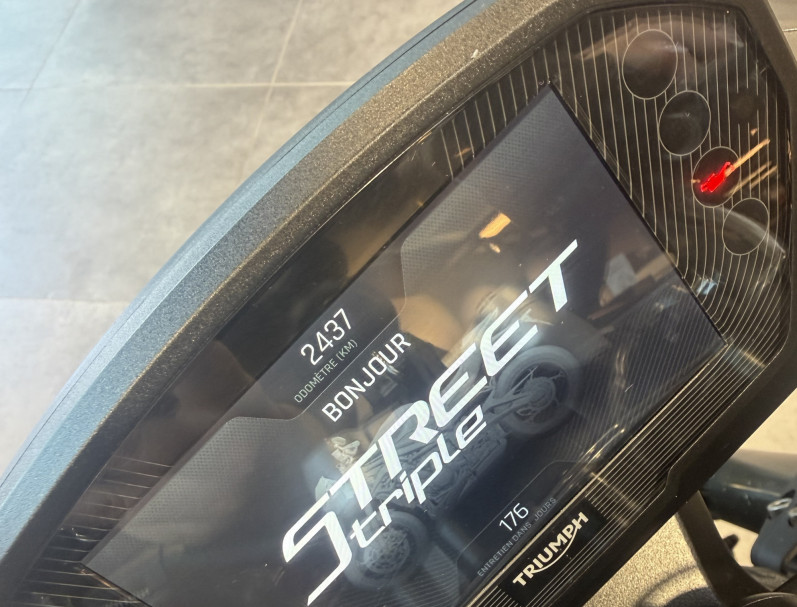 2437
ODOMÈTRE (KM)
BONJOUR
STREET
triple
176
ENTRETIEN DANS JOURS
TRIUMPH